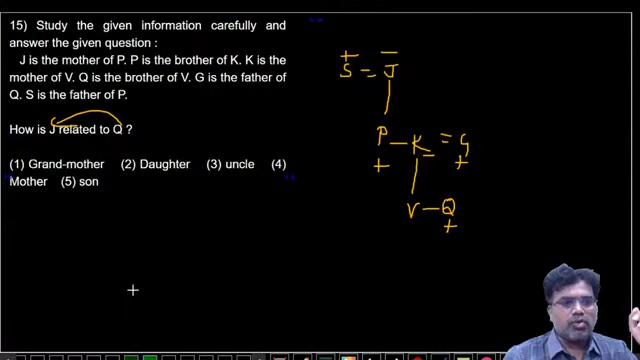 15) Study the given information carefully and
answer the given question :
J is the mother of P. P is the brother of K. K is the
mother of V. Q is the brother of V. G is the father of
Q. S is the father of P.
How is J related to Q ?
(1) Grand-mother (2) Daughter (3) uncle (4)
Mother (5) son
+ −
S = J
P − K = G
+ − +
V − Q
+